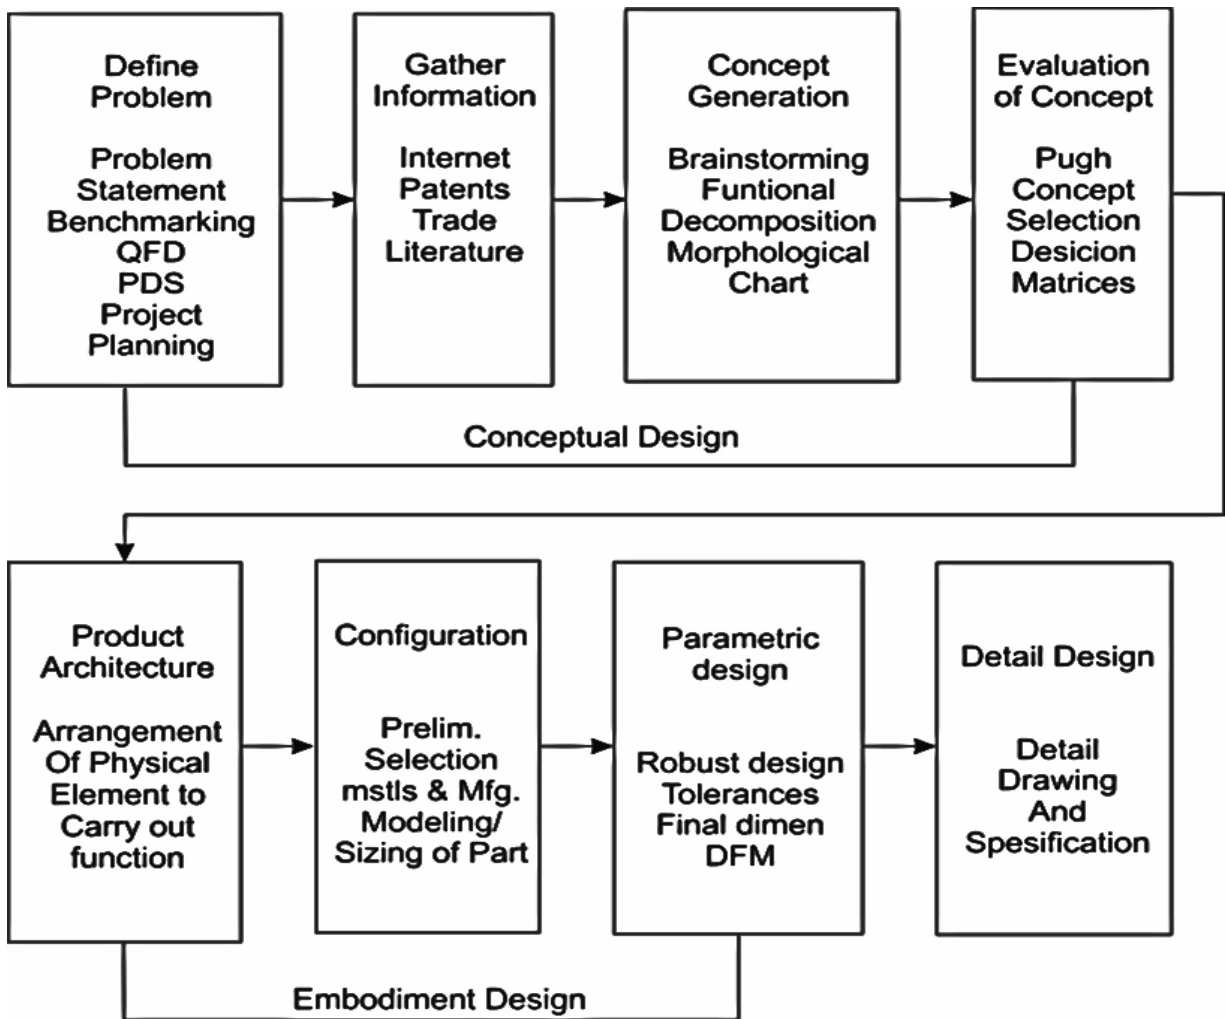 Define
Problem
Problem
Statement
Benchmarking
QFD
PDS
Project
Planning
Gather
Information
Internet
Patents
Trade
Literature
Concept
Generation
Brainstorming
Funtional
Decomposition
Morphological
Chart
Evaluation
of Concept
Pugh
Concept
Selection
Desicion
Matrices
Conceptual Design
Product
Architecture
Arrangement
Of Physical
Element to
Carry out
function
Configuration
Prelim.
Selection
mstls & Mfg.
Modeling/
Sizing of Part
Parametric
design
Robust design
Tolerances
Final dimen
DFM
Detail Design
Detail
Drawing
And
Spesification
Embodiment Design